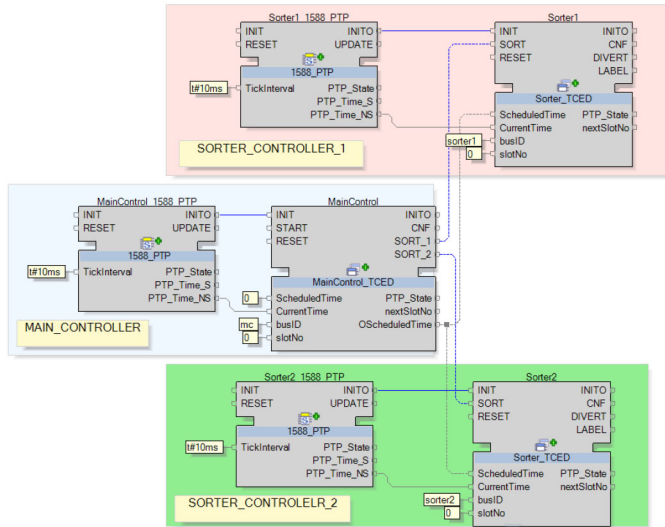 Sorter1_1588_PTP
INIT INITO
RESET UPDATE
1588_PTP
t#10ms TickInterval PTP_State
PTP_Time_S
PTP_Time_NS
SORTER_CONTROLLER_1
Sorter1
INIT INITO
SORT CNF
RESET DIVERT
LABEL
Sorter_TCED
ScheduledTime PTP_State
CurrentTime nextSlotNo
sorter1 busID
0 slotNo
MainControl_1588_PTP
INIT INITO
RESET UPDATE
1588_PTP
t#10ms TickInterval PTP_State
PTP_Time_S
PTP_Time_NS
MAIN_CONTROLLER
MainControl
INIT INITO
START CNF
RESET SORT_1
SORT_2
MainControl_TCED
0 ScheduledTime PTP_State
CurrentTime nextSlotNo
mc busID OScheduledTime
0 slotNo
Sorter2_1588_PTP
INIT INITO
RESET UPDATE
1588_PTP
t#10ms TickInterval PTP_State
PTP_Time_S
PTP_Time_NS
SORTER_CONTROLELR_2
Sorter2
INIT INITO
SORT CNF
RESET DIVERT
LABEL
Sorter_TCED
ScheduledTime PTP_State
CurrentTime nextSlotNo
sorter2 busID
0 slotNo